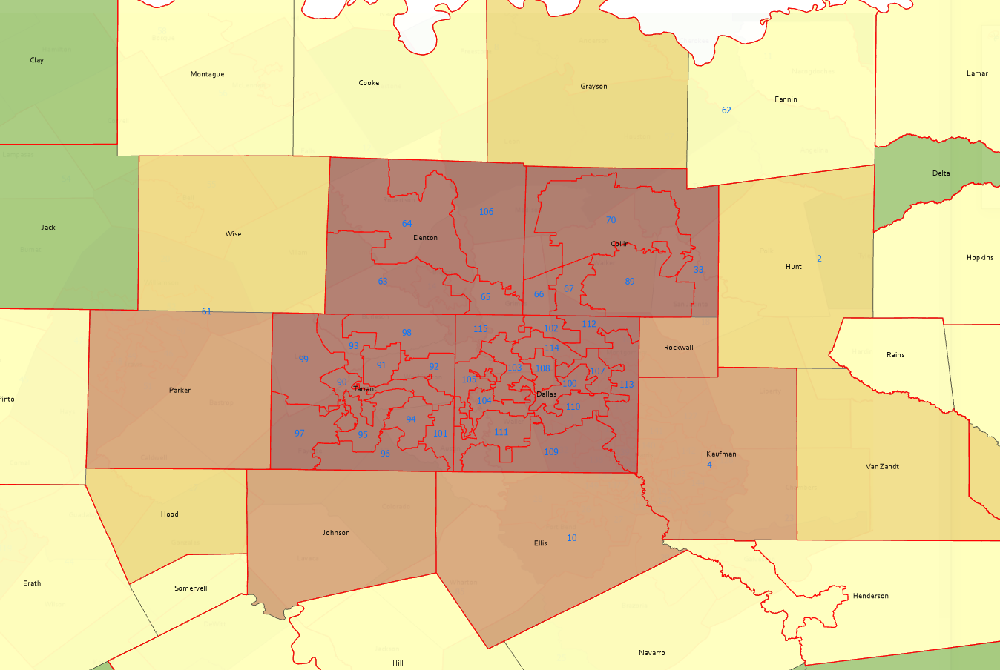 Clay
Montague
Cooke
Grayson
Fannin
Lamar
62
Delta
Jack
Wise
64
Denton
106
70
Collin
33
Hunt
2
Hopkins
63
65
66
67
89
61
115
102
112
98
93
99
91
92
90
Tarrant
114
103
108
107
105
100
113
Dallas
104
110
Rockwall
Rains
Pinto
Parker
97
95
94
101
96
111
109
Kaufman
4
Van Zandt
Hood
Johnson
Ellis
10
Erath
Somervell
Henderson
Hill
Navarro